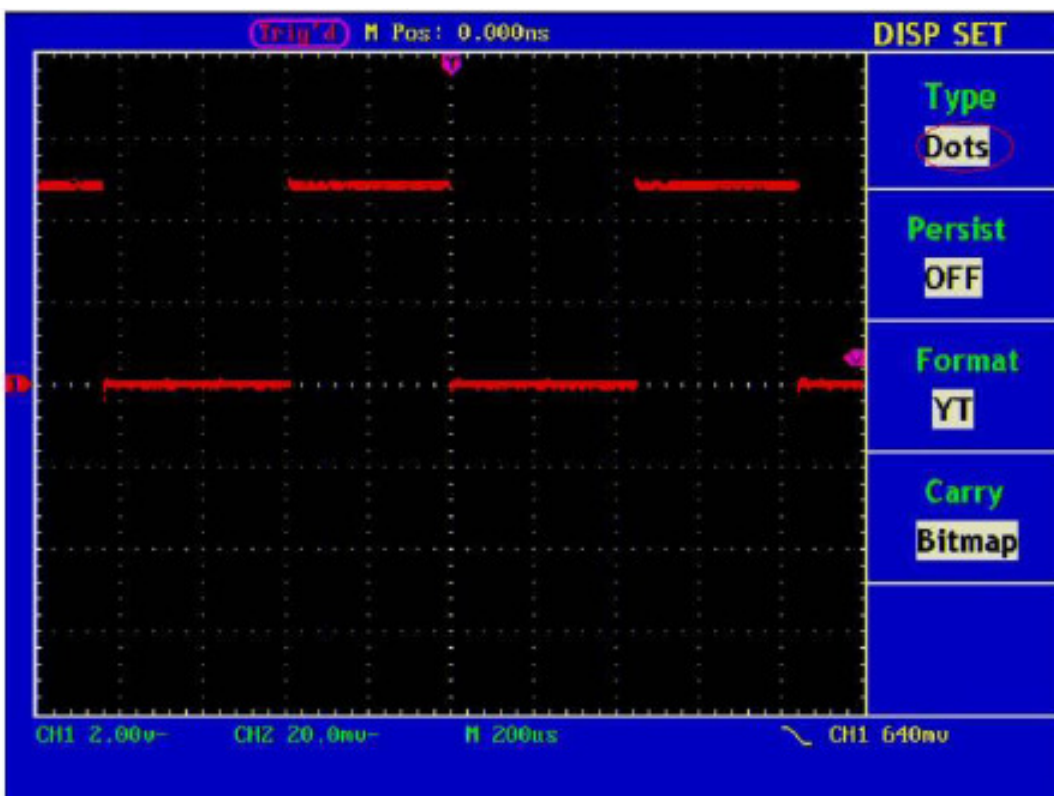 Trig'd M Pos: 0.000ns
DISP SET
Type
Dots
Persist
OFF
Format
YT
Carry
Bitmap
1
CH1 2.00v~ CH2 20.0mv~ M 200us CH1 640mv